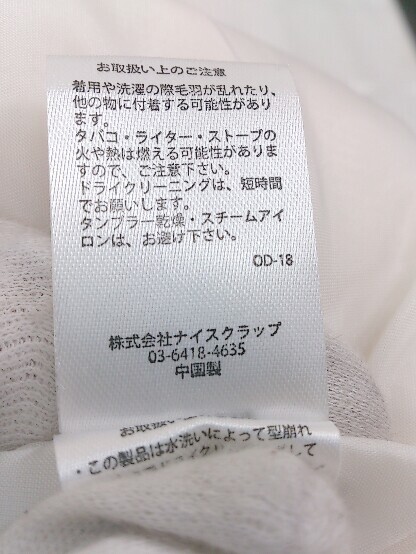 お取扱い上のご注意
着用や洗濯の際毛羽が乱れたり、
他の物に付着する可能性があり
ます。
タバコ・ライター・ストーブの
火や熱は燃える可能性がありま
すので、ご注意下さい。
ドライクリーニングは、短時間
でお願いします。
タンブラー乾燥・スチームアイ
ロンは、お避け下さい。
OD-18
株式会社ナイスクラップ
03-6418-4635
中国製
お取扱い
・この製品は水洗いによって型崩れ
して